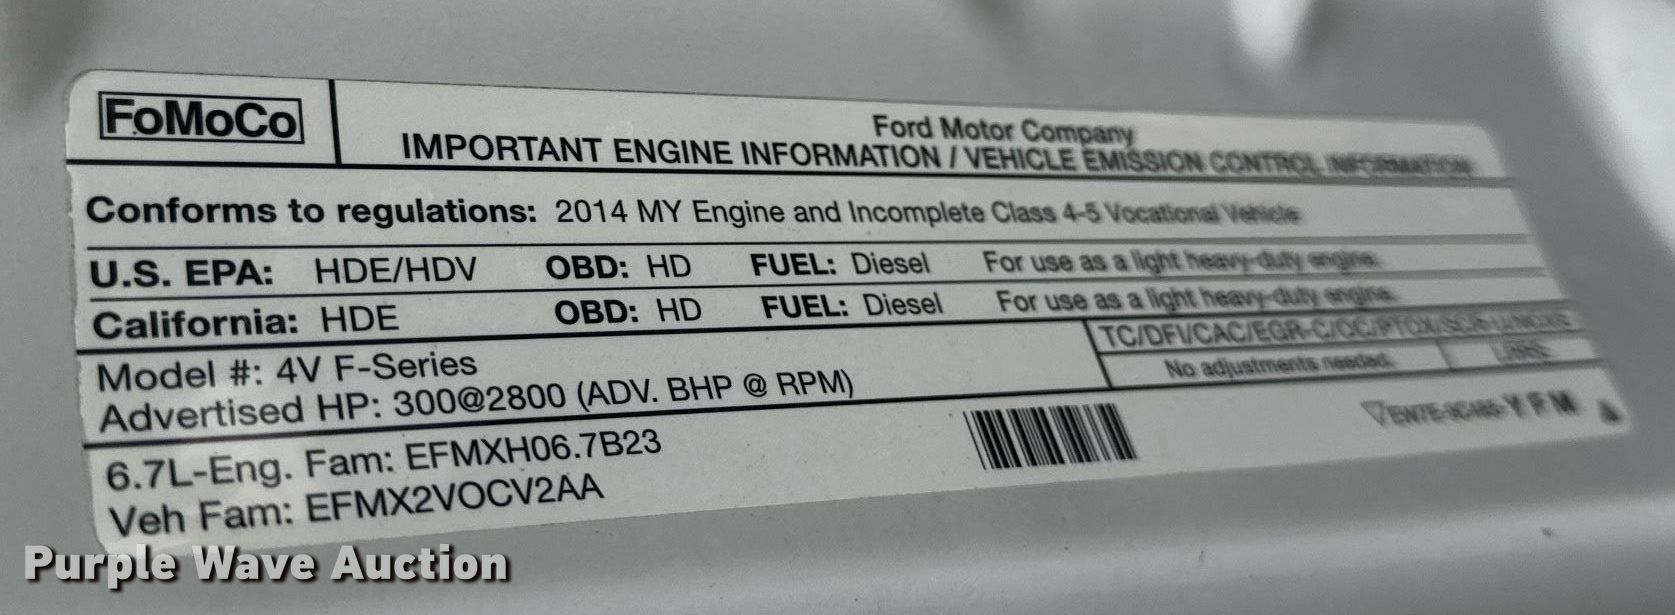 FoMoCo
Ford Motor Company
IMPORTANT ENGINE INFORMATION / VEHICLE EMISSION CONTROL INFORMATION
Conforms to regulations: 2014 MY Engine and Incomplete Class 4-5 Vocational Vehicle
U.S. EPA: HDE/HDV OBD: HD FUEL: Diesel For use as a light heavy-duty engine.
California: HDE OBD: HD FUEL: Diesel For use as a light heavy-duty engine.
Model #: 4V F-Series
Advertised HP: 300@2800 (ADV. BHP @ RPM)
No adjustments needed.
6.7L-Eng. Fam: EFMXH06.7B23
Veh Fam: EFMX2VOCV2AA
YFM
Purple Wave Auction